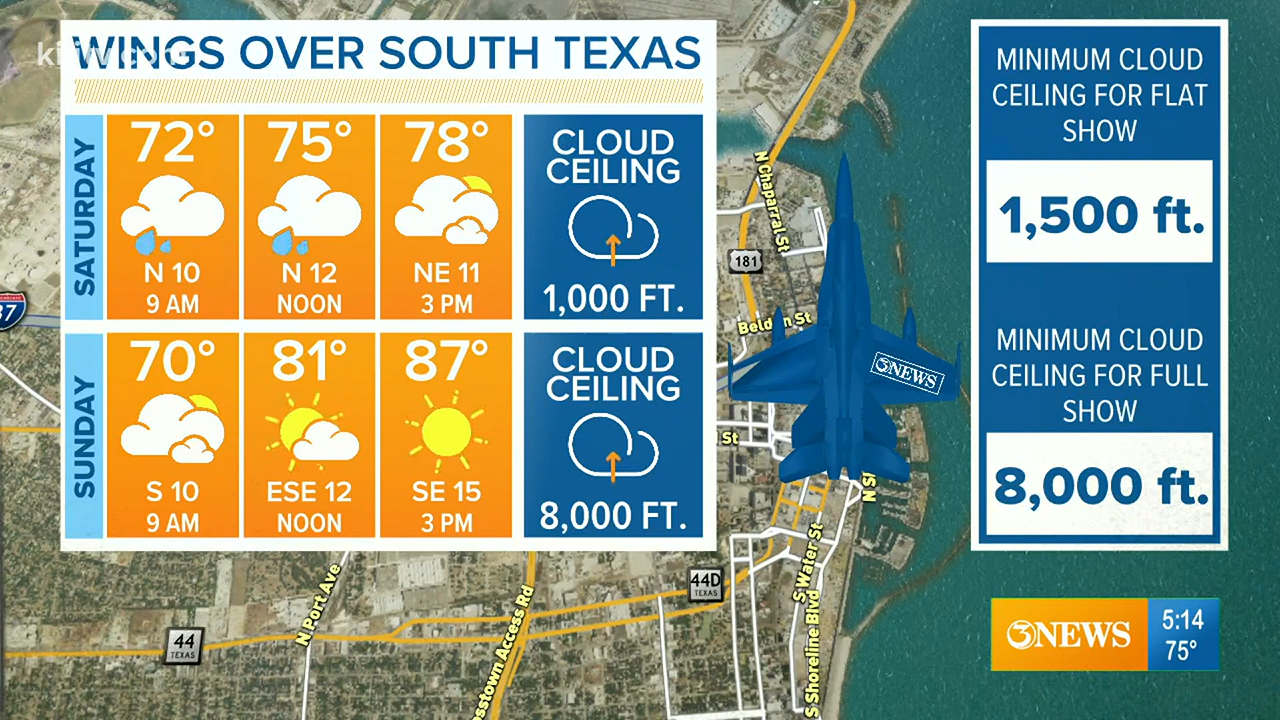 kiiitv.com
WINGS OVER SOUTH TEXAS
SATURDAY
72°
N 10
9 AM
75°
N 12
NOON
78°
NE 11
3 PM
CLOUD
CEILING
1,000 FT.
SUNDAY
70°
S 10
9 AM
81°
ESE 12
NOON
87°
SE 15
3 PM
CLOUD
CEILING
8,000 FT.
MINIMUM CLOUD
CEILING FOR FLAT
SHOW
1,500 ft.
MINIMUM CLOUD
CEILING FOR FULL
SHOW
8,000 ft.
N Chaparral St
181
Belden St
3NEWS
St
N S
37
44D
TEXAS
S Water St
S Shoreline Blvd
44
TEXAS
N Port Ave
sstown Access Rd
3NEWS
5:14
75°